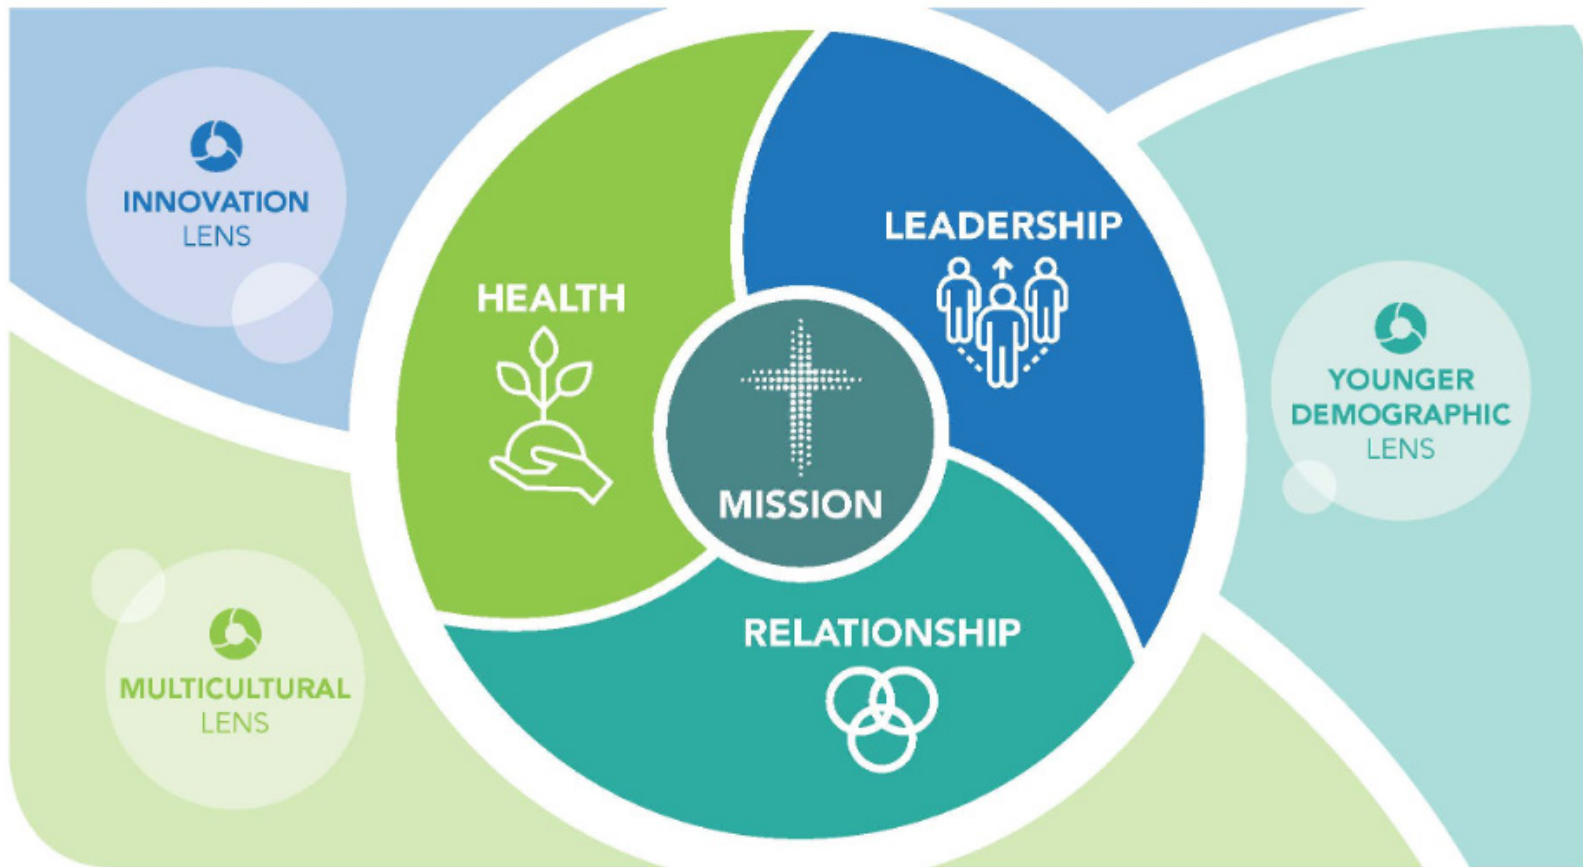 INNOVATION
LENS
HEALTH
LEADERSHIP
MISSION
YOUNGER
DEMOGRAPHIC
LENS
RELATIONSHIP
MULTICULTURAL
LENS